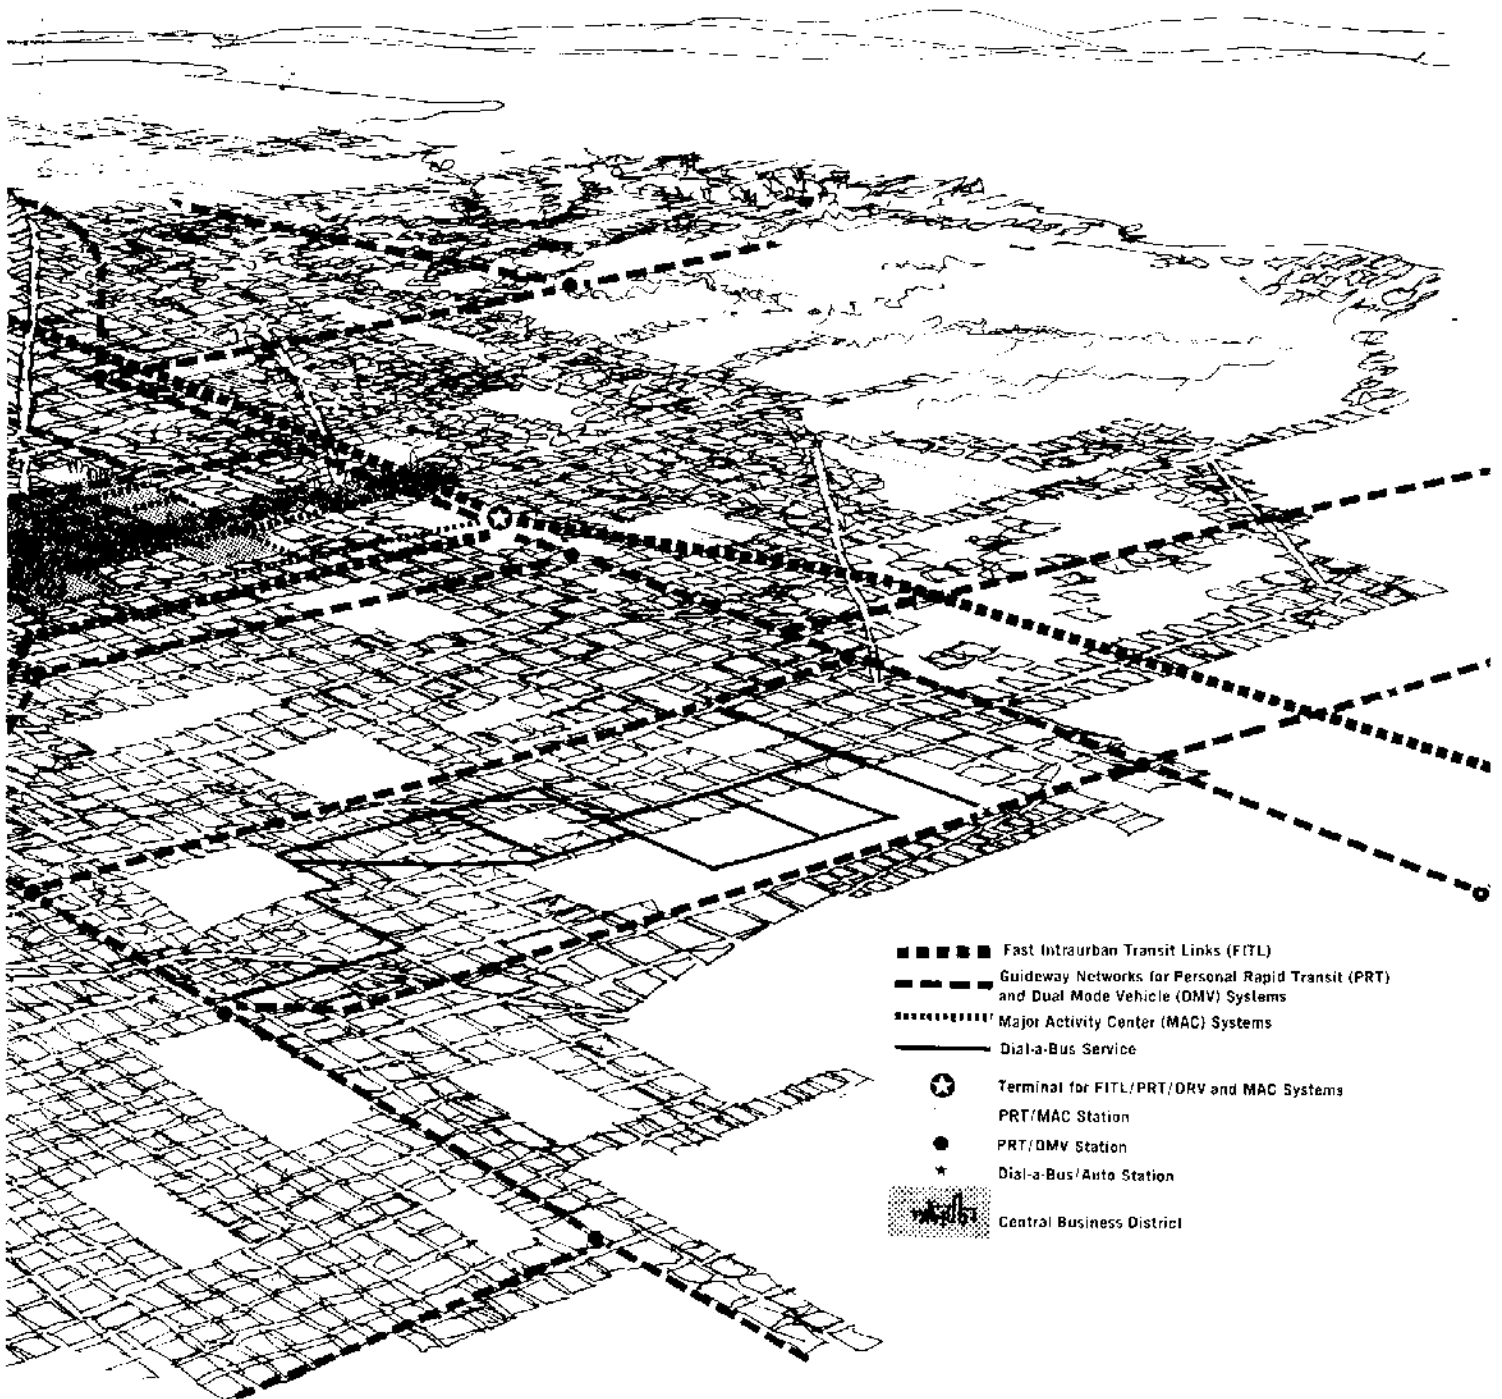 Fast Intraurban Transit Links (FITL)
Guideway Networks for Personal Rapid Transit (PRT)
and Dual Mode Vehicle (DMV) Systems
Major Activity Center (MAC) Systems
Dial-a-Bus Service
Terminal for FITL/PRT/DRV and MAC Systems
PRT/MAC Station
PRT/DMV Station
Dial-a-Bus/Auto Station
Central Business District